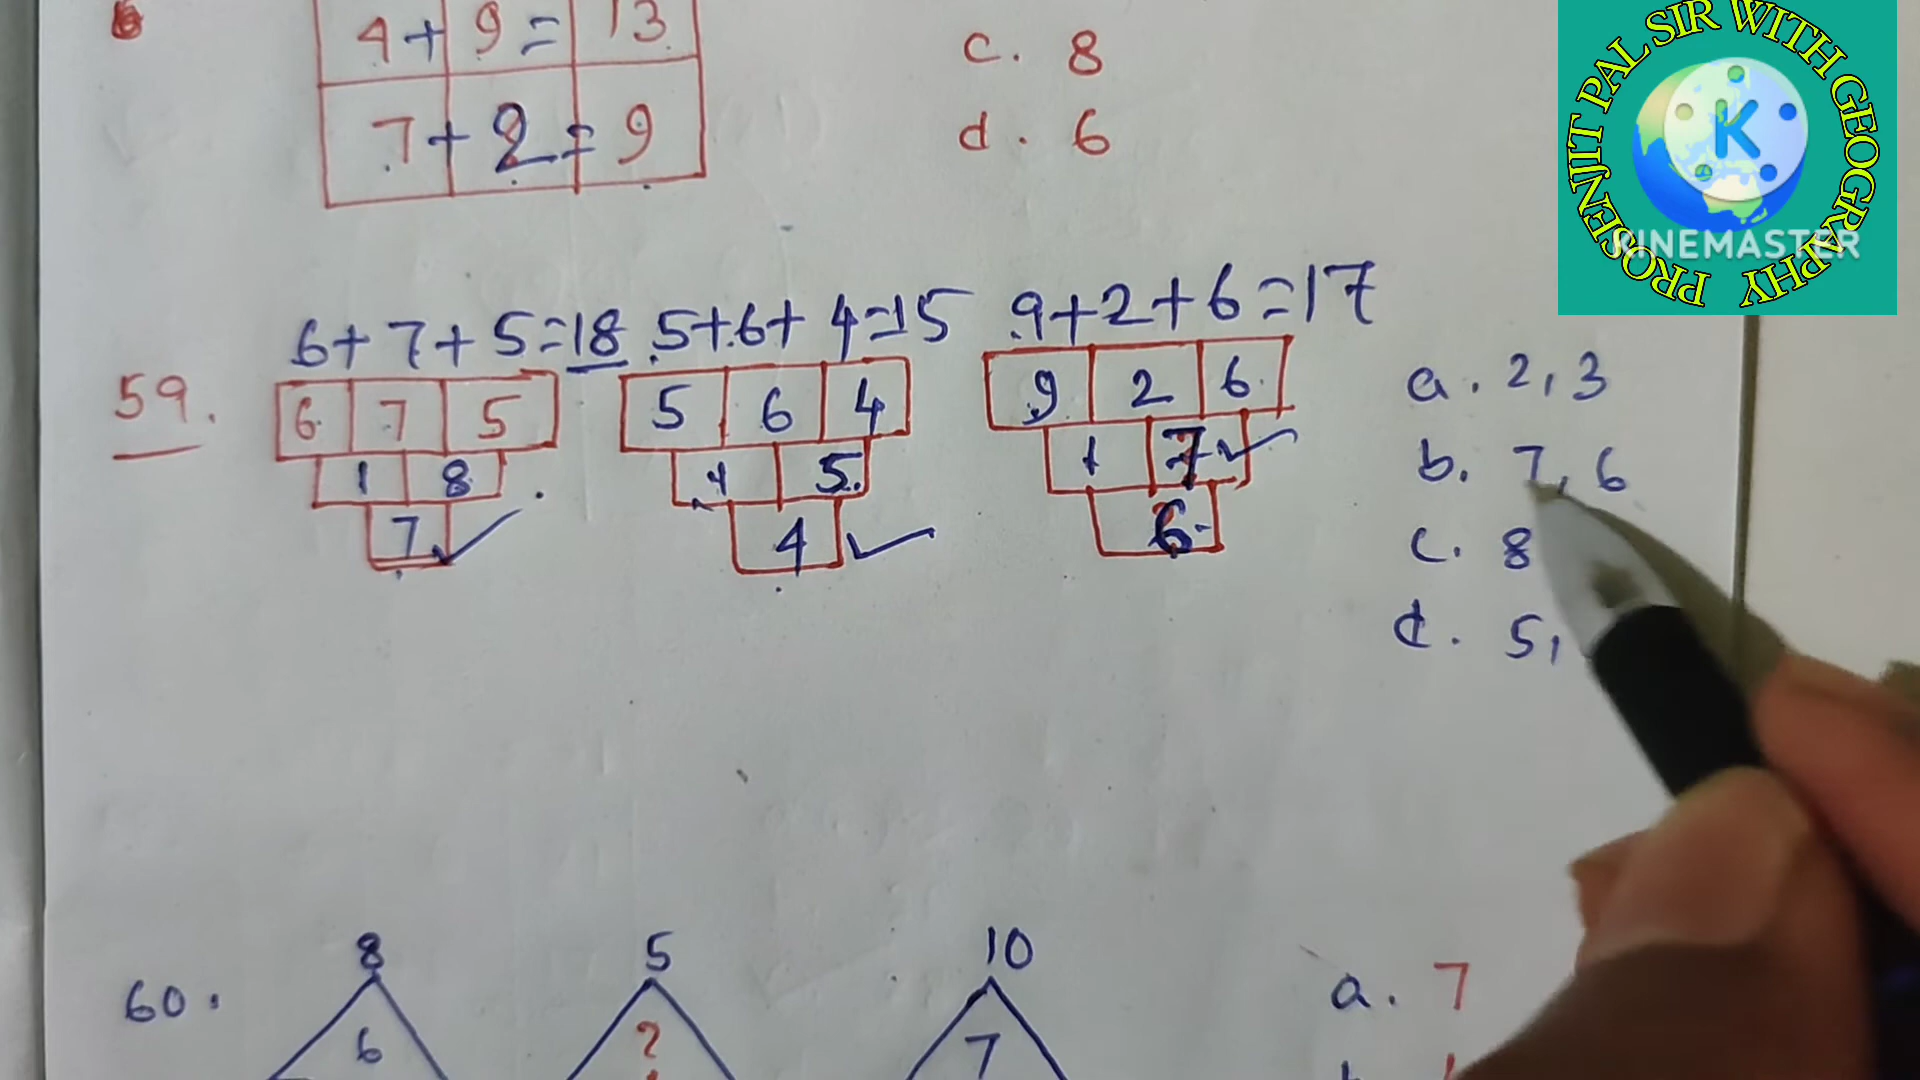 4 + 9 = 13
7 + 2 = 9
c. 8
d. 6
PROSENJIT PAL SIR WITH GEOGRAPHY
K
KINEMASTER
6+7+5=18 5+6+4=15 9+2+6=17
59.
6 7 5
1 8
7
5 6 4
1 5
4
9 2 6
1 7
6
a. 2,3
b. 7,6
c. 8
d. 5,
60.
8
6
5
?
10
7
a. 7